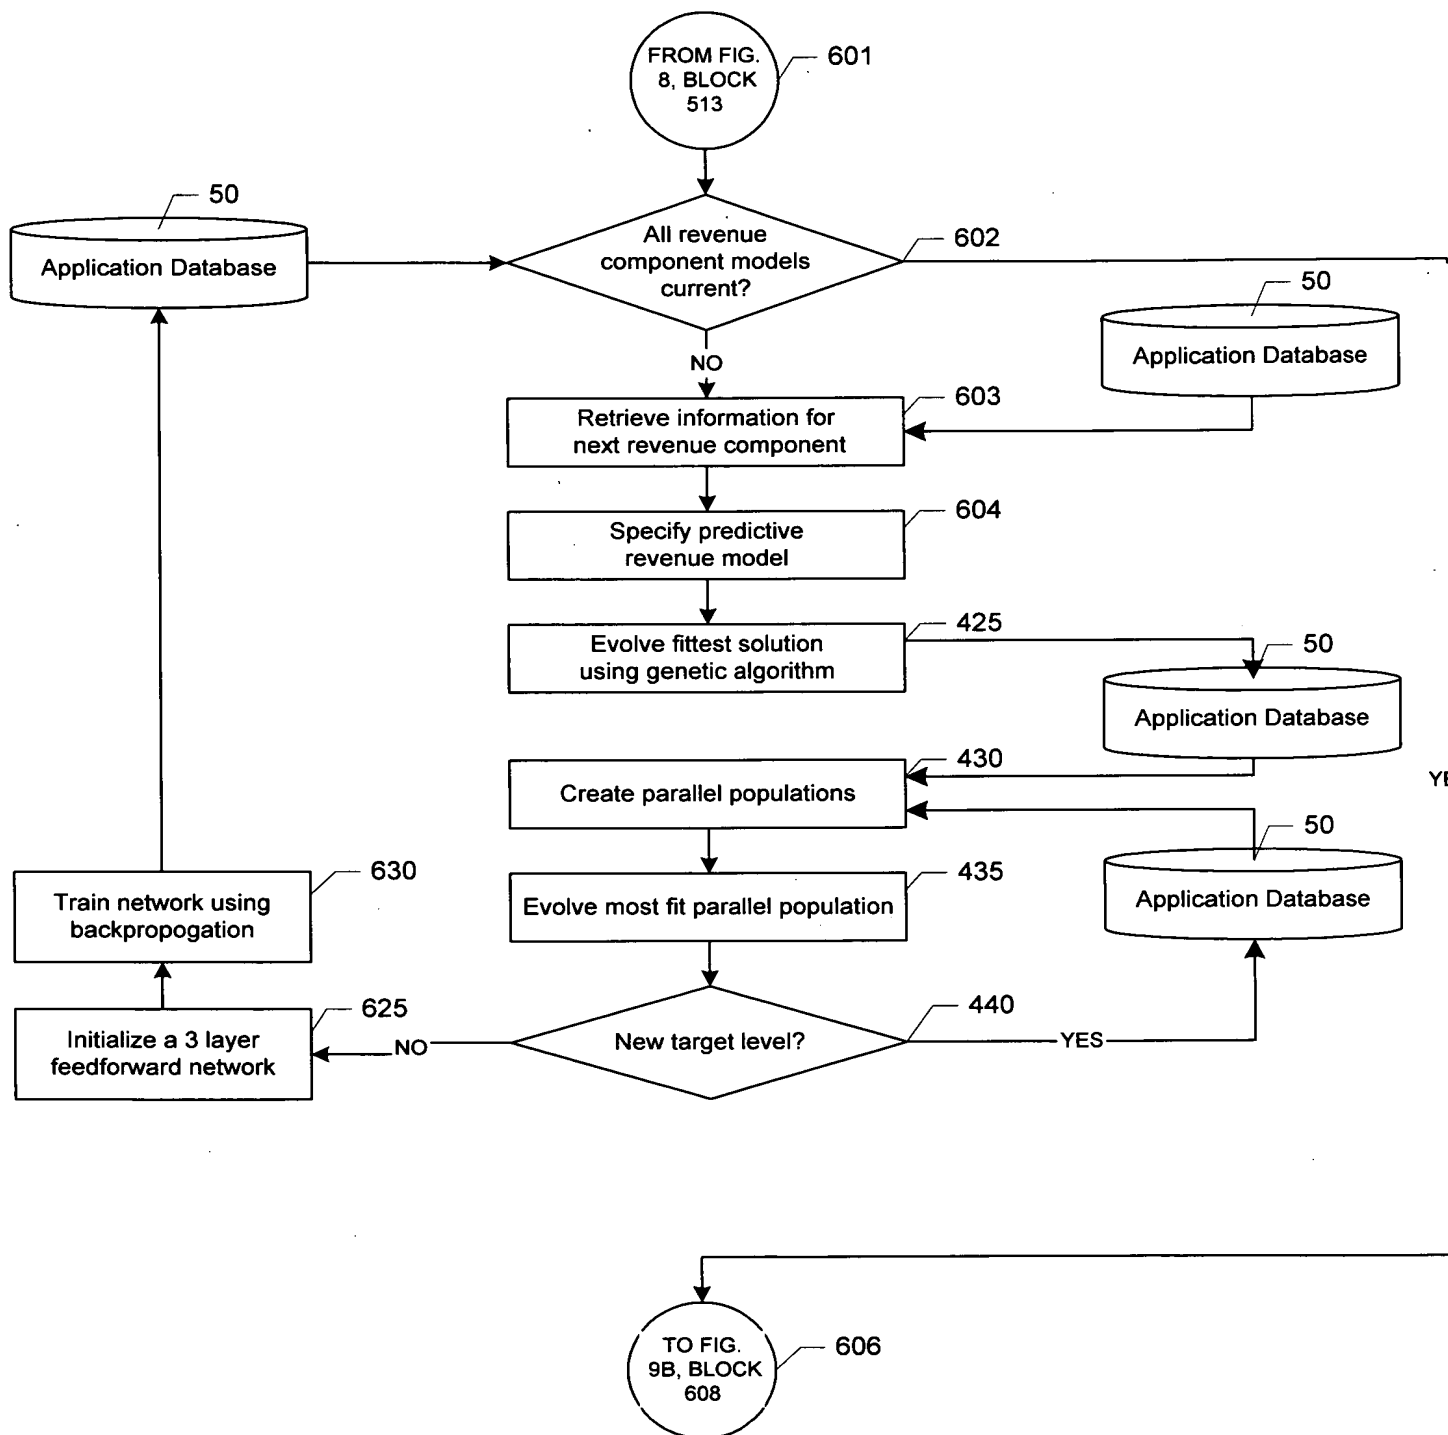 FROM FIG.
8, BLOCK
513
601
50
Application Database
All revenue
component models
current?
602
50
Application Database
NO
Retrieve information for
next revenue component
603
Specify predictive
revenue model
604
Evolve fittest solution
using genetic algorithm
425
50
Application Database
Create parallel populations
430
YE
50
Application Database
Train network using
backpropogation
630
Evolve most fit parallel population
435
Initialize a 3 layer
feedforward network
625
NO
New target level?
440
YES
TO FIG.
9B, BLOCK
608
606